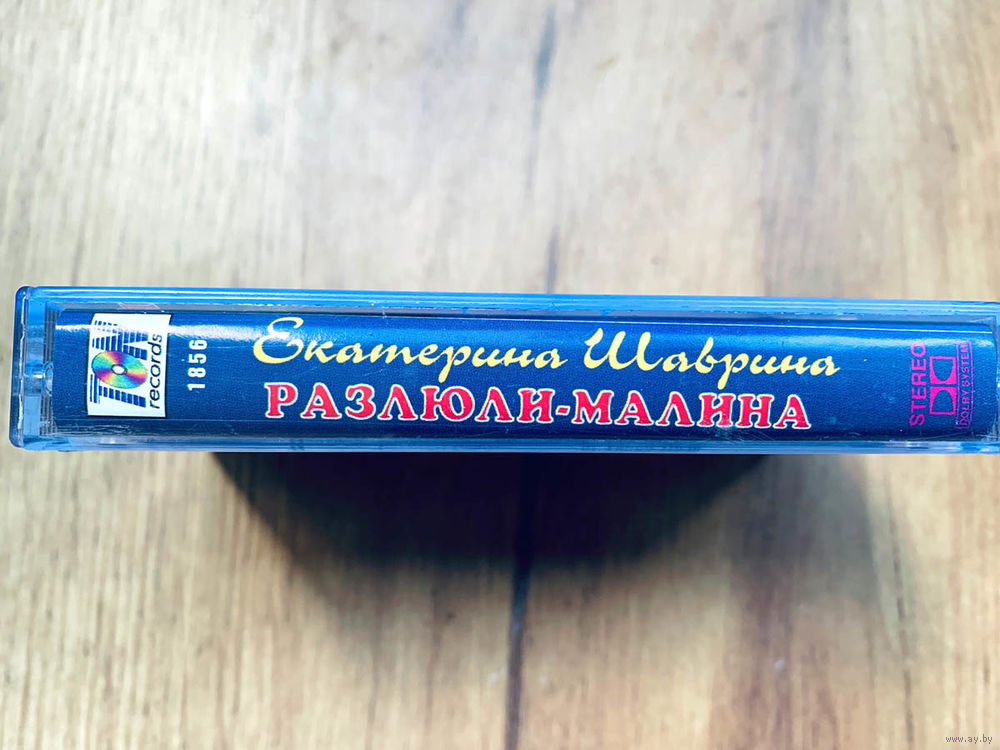 TON
records
1856
Екатерина Шаврина
РАЗЛЮЛИ-МАЛИНА
STEREO
DOLBY SYSTEM
www.ay.by